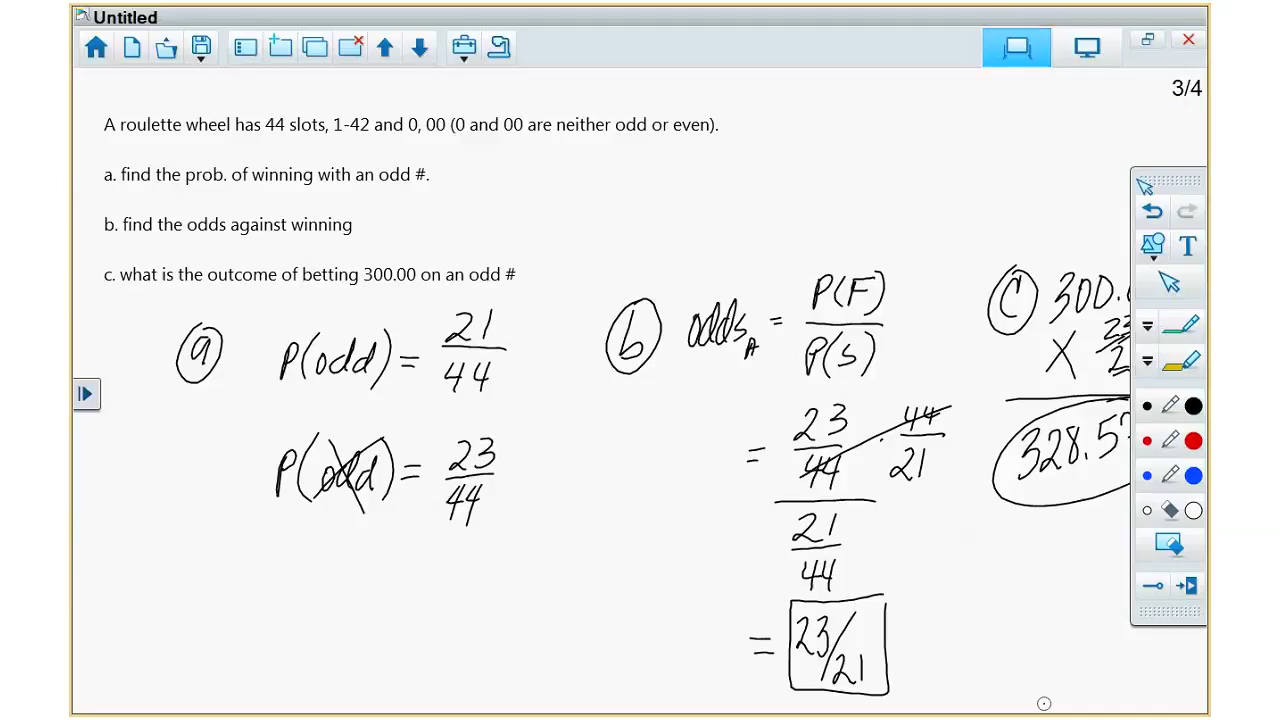 Untitled
3/4
A roulette wheel has 44 slots, 1-42 and 0, 00 (0 and 00 are neither odd or even).
a. find the prob. of winning with an odd #.
b. find the odds against winning
c. what is the outcome of betting 300.00 on an odd #
a P(odd) = 21/44
P(odd) = 23/44
b odds A = P(F)/P(S)
= 23/44 · 44/21
21/44
= 23/21
C 300.
X 23
2
328.5
T